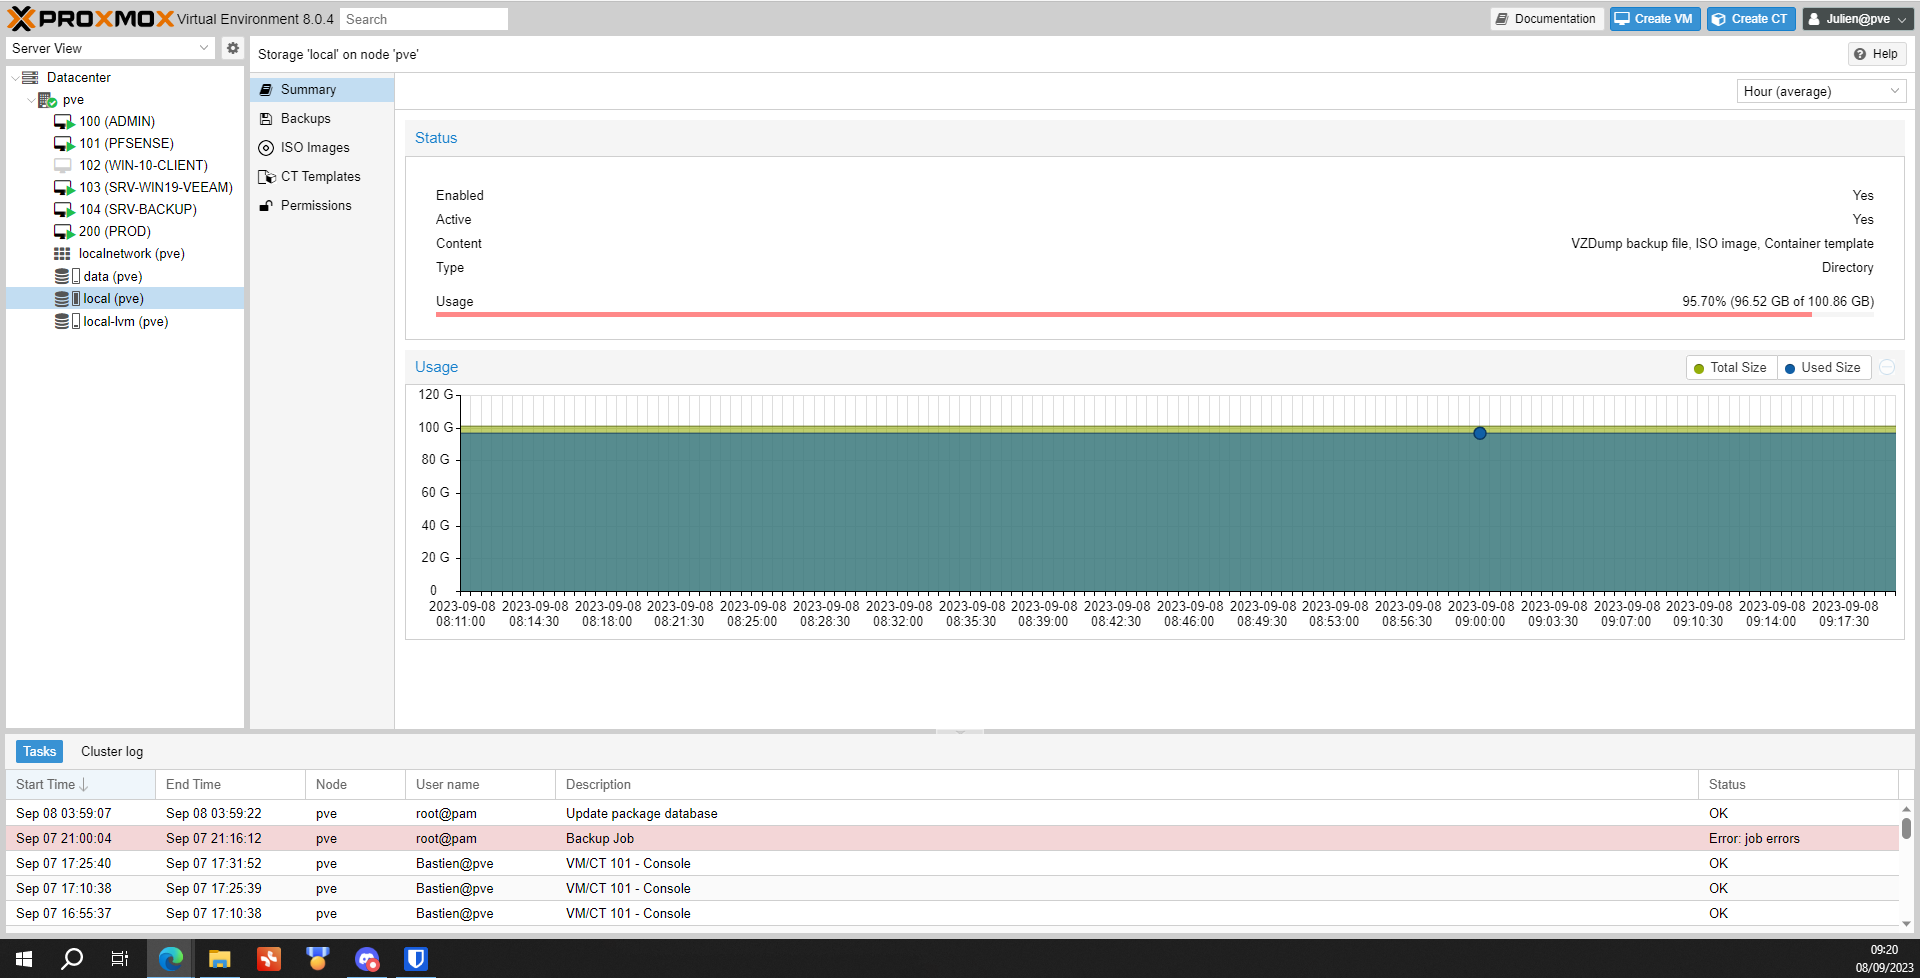 PROXMOX Virtual Environment 8.0.4 Search Documentation Create VM Create CT Julien@pve
Server View
Storage 'local' on node 'pve' Help
Datacenter
pve
100 (ADMIN)
101 (PFSENSE)
102 (WIN-10-CLIENT)
103 (SRV-WIN19-VEEAM)
104 (SRV-BACKUP)
200 (PROD)
localnetwork (pve)
data (pve)
local (pve)
local-lvm (pve)
Summary
Backups
ISO Images
CT Templates
Permissions
Hour (average)
Status
Enabled Yes
Active Yes
Content VZDump backup file, ISO image, Container template
Type Directory
Usage 95.70% (96.52 GB of 100.86 GB)
Usage Total Size Used Size
120 G
100 G
80 G
60 G
40 G
20 G
0
2023-09-08 2023-09-08 2023-09-08 2023-09-08 2023-09-08 2023-09-08 2023-09-08 2023-09-08 2023-09-08 2023-09-08 2023-09-08 2023-09-08 2023-09-08 2023-09-08 2023-09-08 2023-09-08 2023-09-08 2023-09-08 2023-09-08 2023-09-08
08:11:00 08:14:30 08:18:00 08:21:30 08:25:00 08:28:30 08:32:00 08:35:30 08:39:00 08:42:30 08:46:00 08:49:30 08:53:00 08:56:30 09:00:00 09:03:30 09:07:00 09:10:30 09:14:00 09:17:30
Tasks Cluster log
Start Time End Time Node User name Description Status
Sep 08 03:59:07 Sep 08 03:59:22 pve root@pam Update package database OK
Sep 07 21:00:04 Sep 07 21:16:12 pve root@pam Backup Job Error: job errors
Sep 07 17:25:40 Sep 07 17:31:52 pve Bastien@pve VM/CT 101 - Console OK
Sep 07 17:10:38 Sep 07 17:25:39 pve Bastien@pve VM/CT 101 - Console OK
Sep 07 16:55:37 Sep 07 17:10:38 pve Bastien@pve VM/CT 101 - Console OK
09:20
08/09/2023